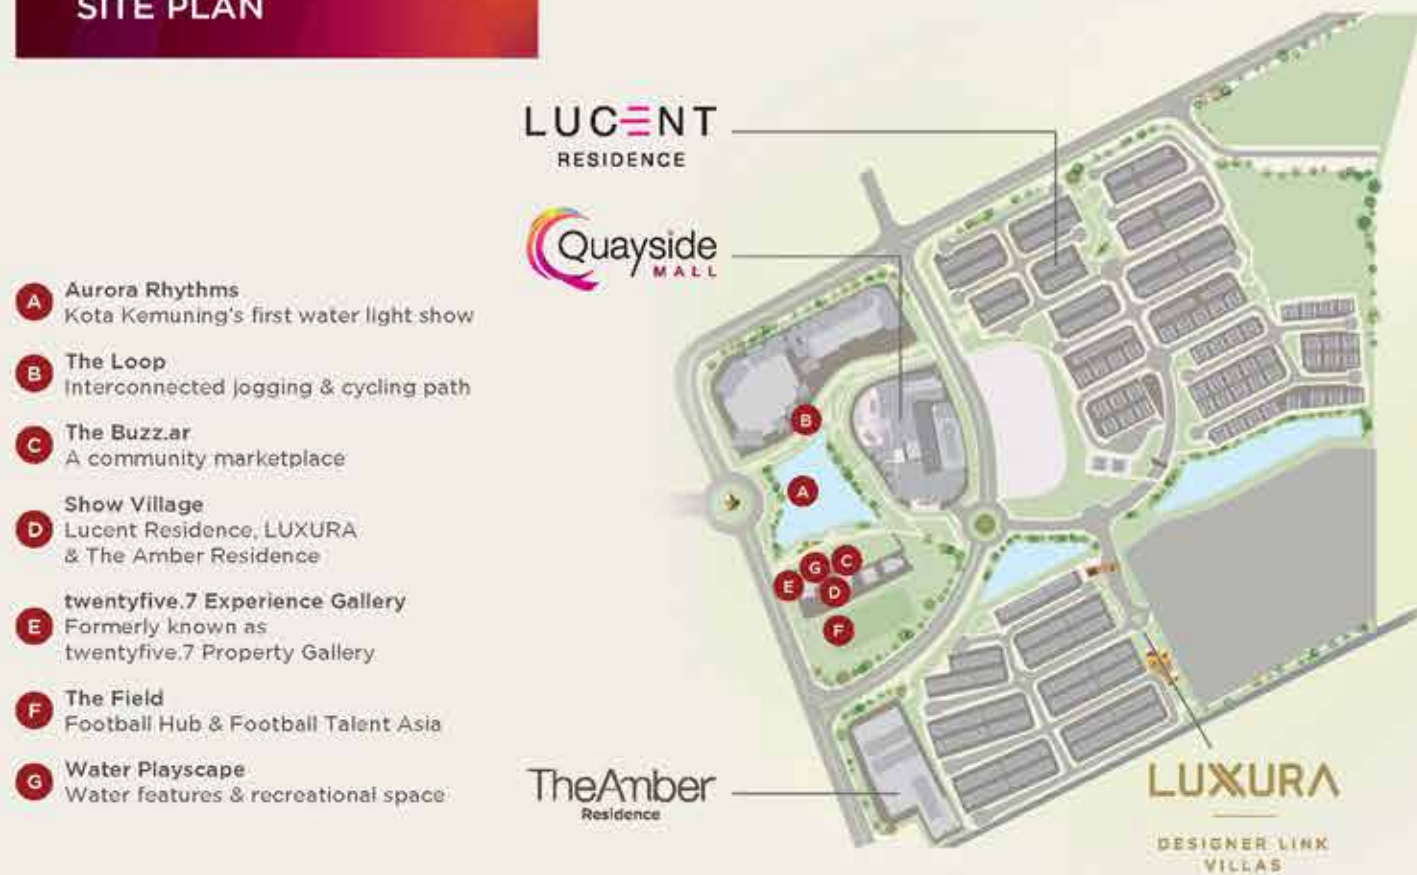 SITE PLAN
LUCENT
RESIDENCE
Quayside
MALL
A
Aurora Rhythms
Kota Kemuning's first water light show
B
The Loop
Interconnected jogging & cycling path
C
The Buzz.ar
A community marketplace
D
Show Village
Lucent Residence, LUXURA
& The Amber Residence
E
twentyfive.7 Experience Gallery
Formerly known as
twentyfive.7 Property Gallery
F
The Field
Football Hub & Football Talent Asia
G
Water Playscape
Water features & recreational space
B
A
G
C
E
D
F
TheAmber
Residence
LUXURA
DESIGNER LINK
VILLAS